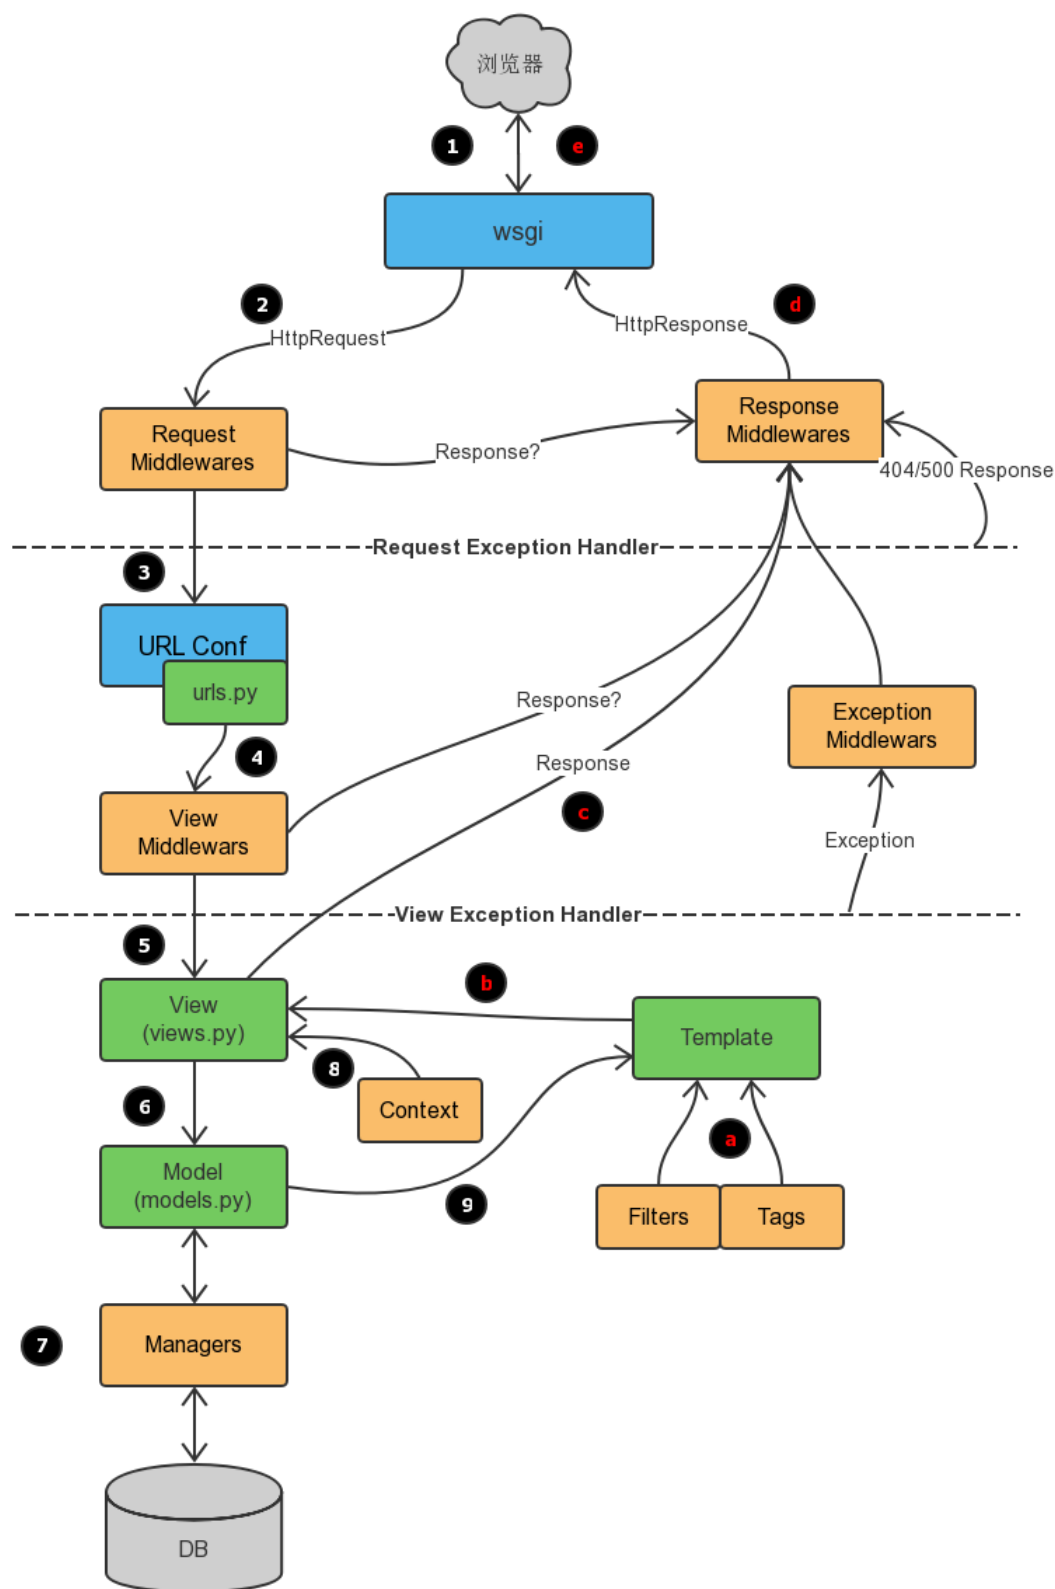 浏览器
1
e
wsgi
2
d
HttpRequest
HttpResponse
Request
Middlewares
Response?
Response
Middlewares
404/500 Response
Request Exception Handler
3
URL Conf
urls.py
4
Response?
Exception
Middlewars
View
Middlewars
Response
c
Exception
View Exception Handler
5
b
View
(views.py)
Template
8
Context
6
a
Model
(models.py)
9
Filters
Tags
7
Managers
DB